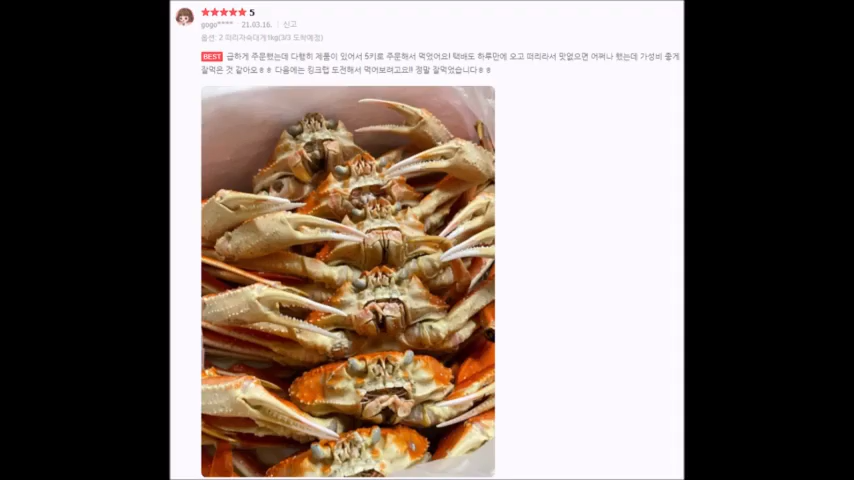 ★★★★★ 5
gogo**** 21.03.16. 신고
옵션: 2 떠리자숙대게1kg(3/3 도착예정)
BEST 급하게 주문했는데 다행히 제품이 있어서 5키로 주문해서 먹었어요! 택배도 하루만에 오고 떠리라서 맛없으면 어쩌나 했는데 가성비 좋게
잘먹은 것 같아요ㅎㅎ 다음에는 킹크랩 도전해서 먹어보려고요!! 정말 잘먹었습니다ㅎㅎ